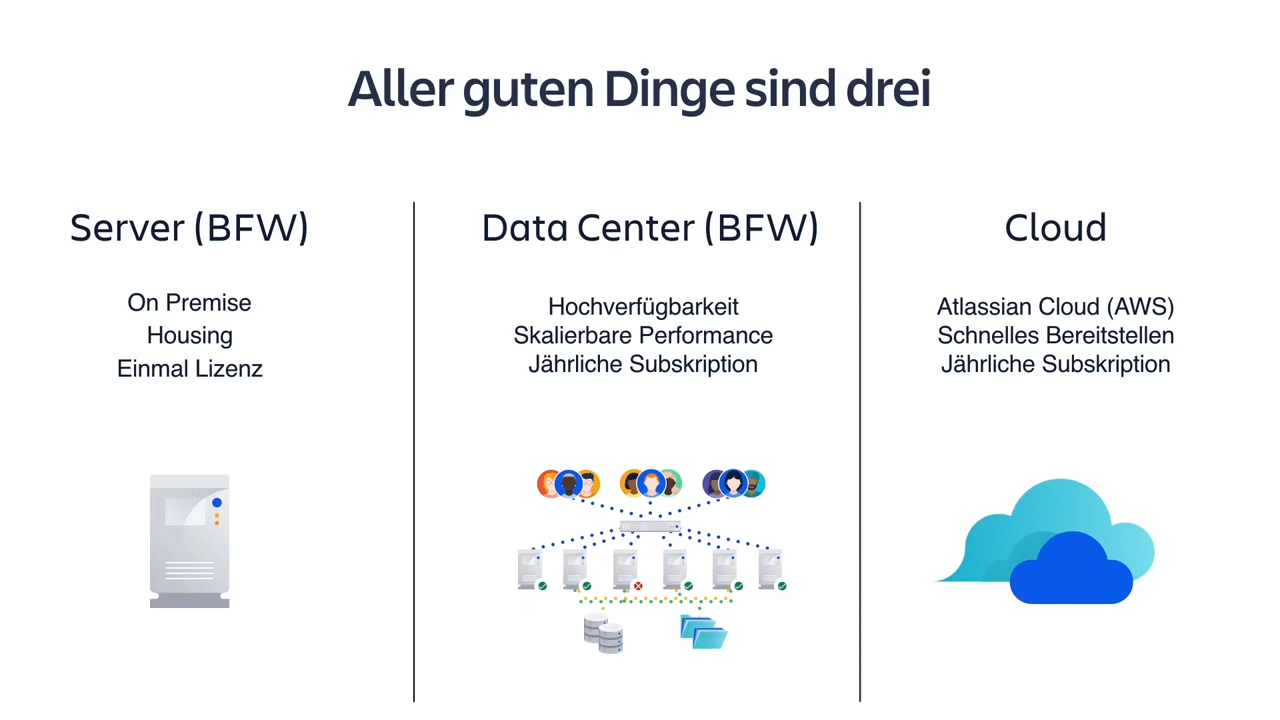 Aller guten Dinge sind drei
Server (BFW)
On Premise
Housing
Einmal Lizenz
Data Center (BFW)
Hochverfügbarkeit
Skalierbare Performance
Jährliche Subskription
Cloud
Atlassian Cloud (AWS)
Schnelles Bereitstellen
Jährliche Subskription